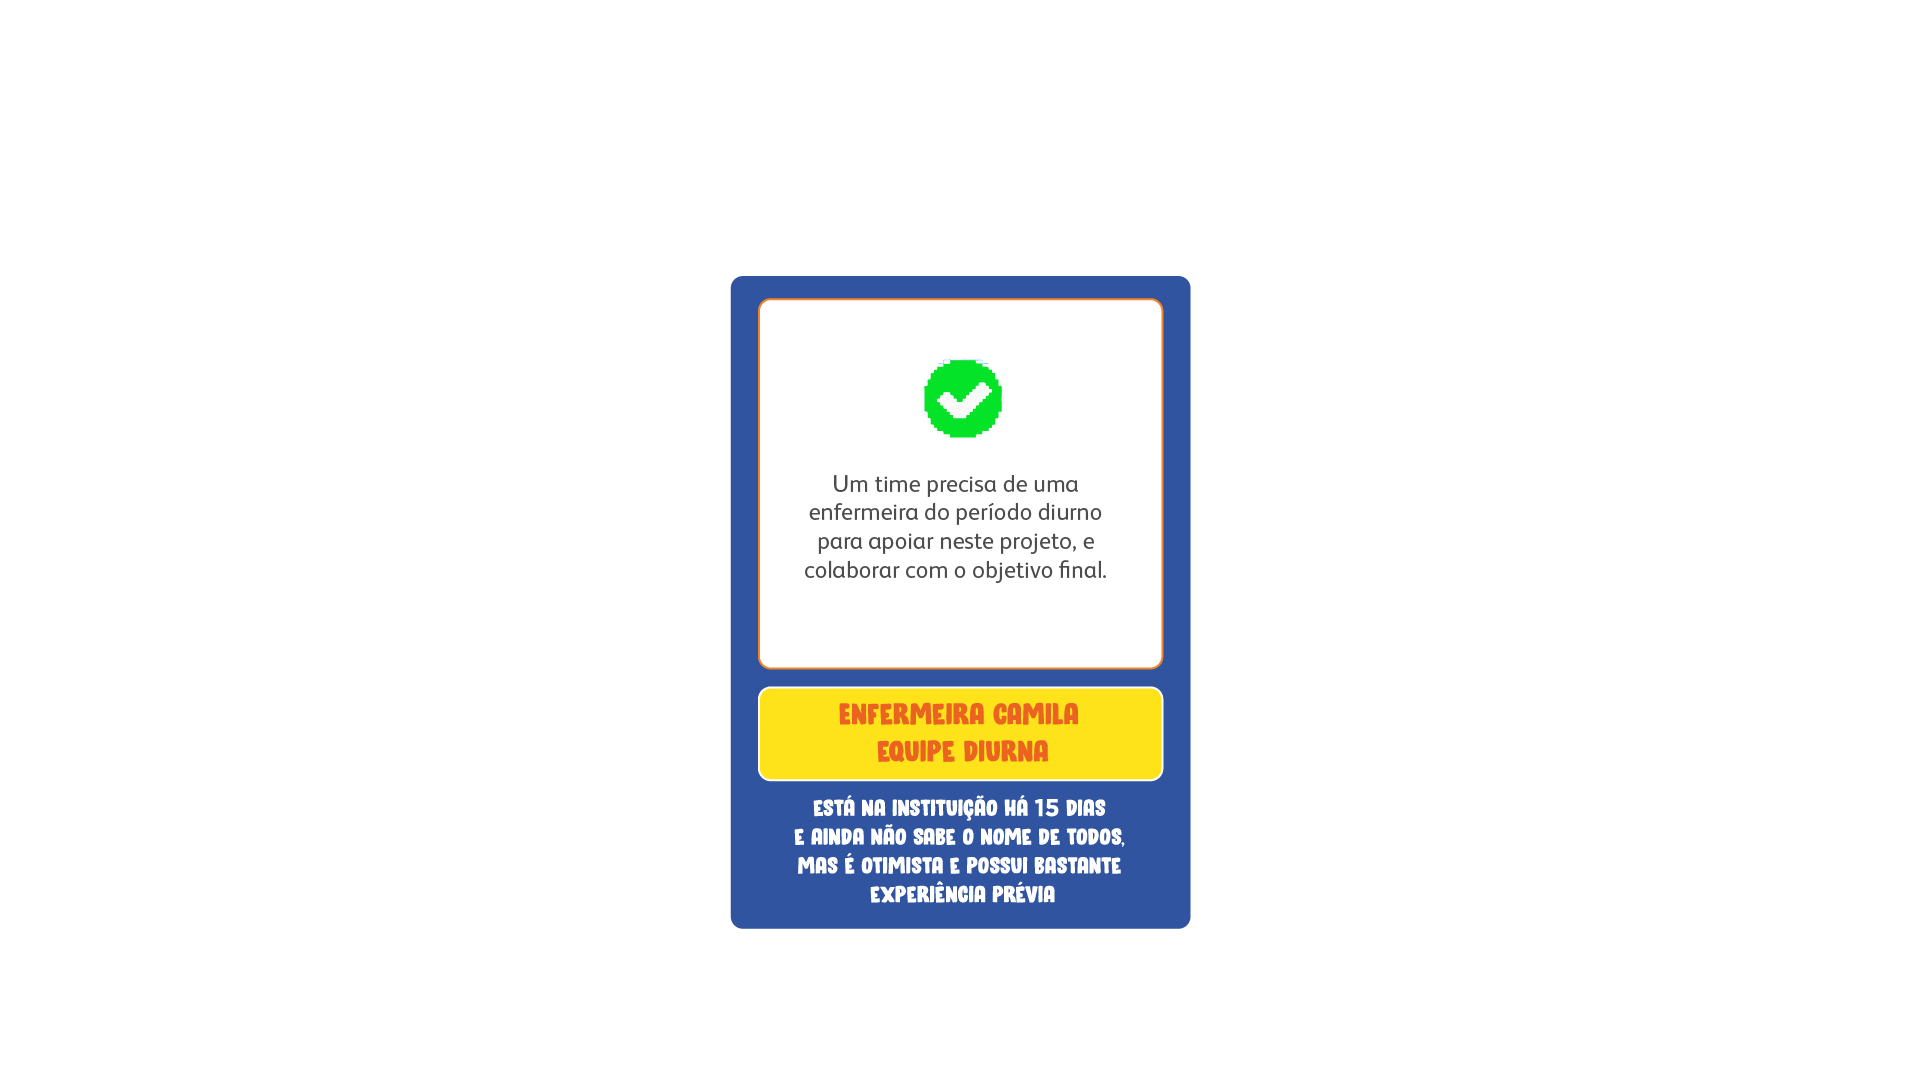 Um time precisa de uma
enfermeira do período diurno
para apoiar neste projeto, e
colaborar com o objetivo final.
ENFERMEIRA CAMILA
EQUIPE DIURNA
ESTÁ NA INSTITUIÇÃO HÁ 15 DIAS
E AINDA NÃO SABE O NOME DE TODOS,
MAS É OTIMISTA E POSSUI BASTANTE
EXPERIÊNCIA PRÉVIA